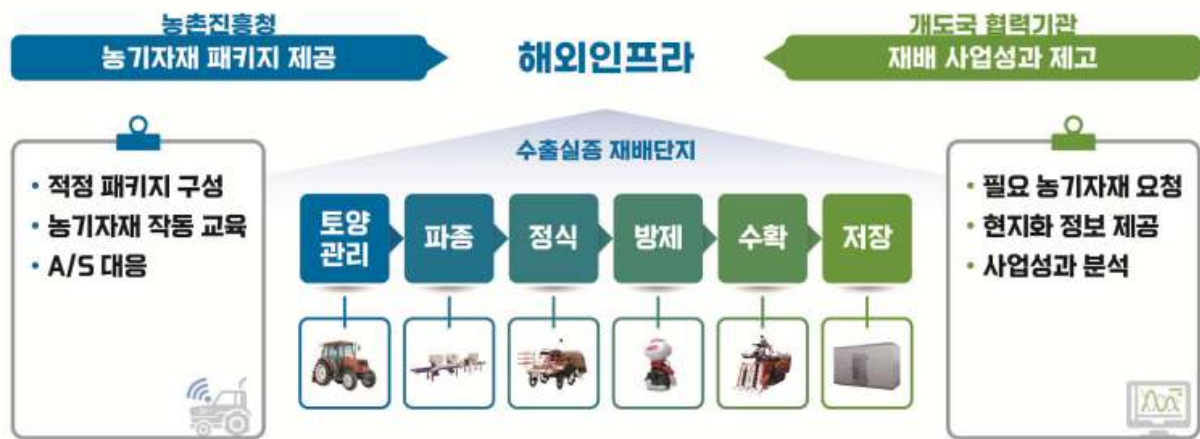 농촌진흥청
농기자재 패키지 제공
해외인프라
개도국 협력기관
재배 사업성과 제고
• 적정 패키지 구성
• 농기자재 작동 교육
• A/S 대응
수출실증 재배단지
토양
관리
파종
정식
방제
수확
저장
• 필요 농기자재 요청
• 현지화 정보 제공
• 사업성과 분석